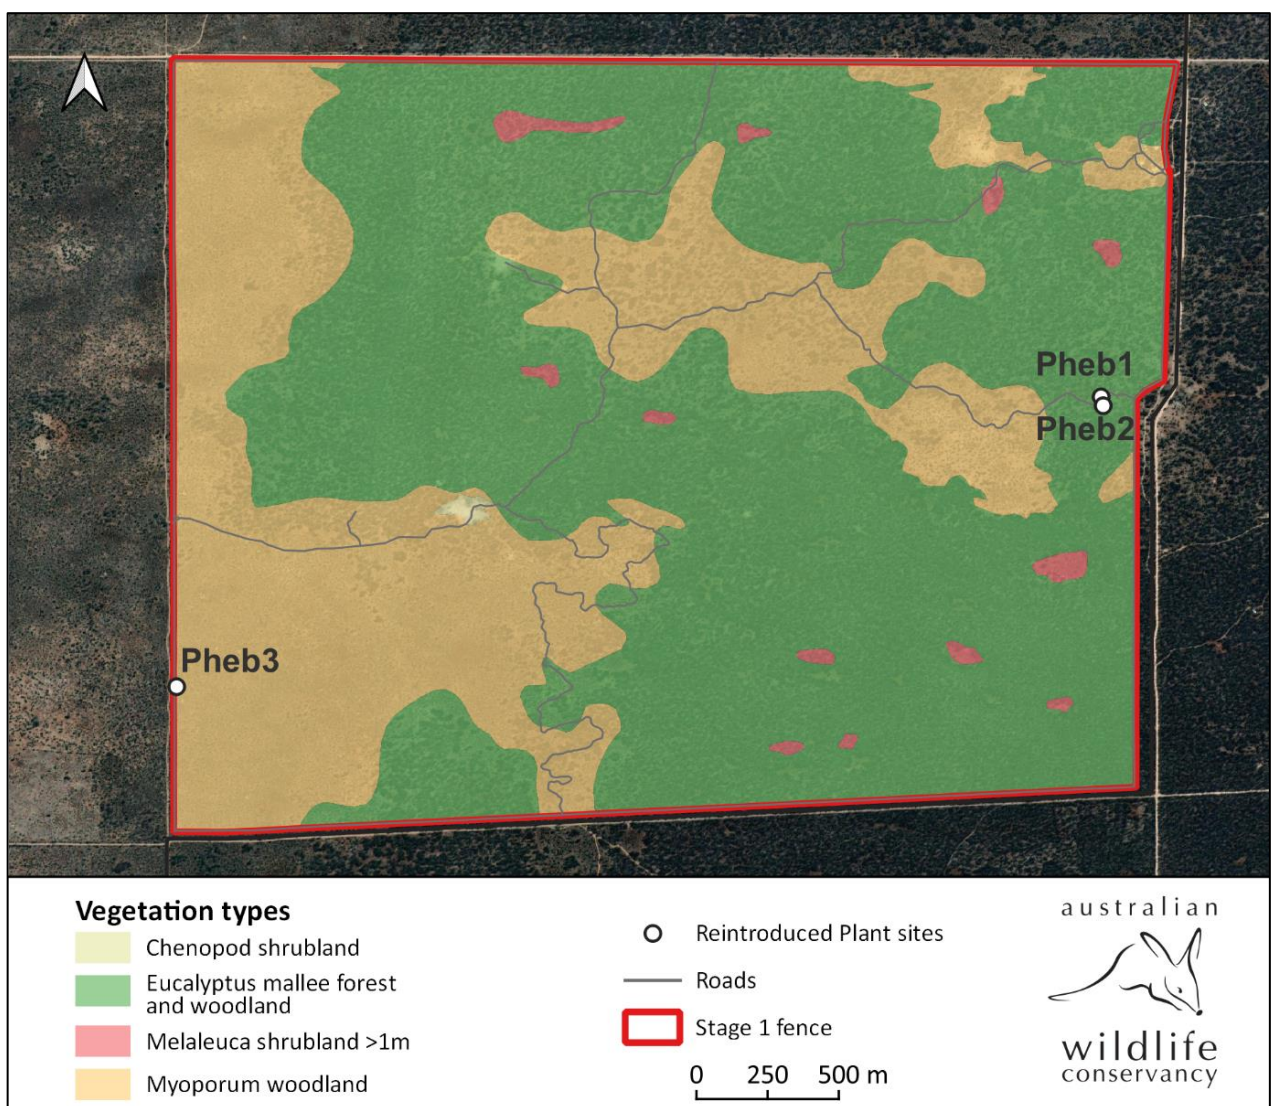 Pheb1
Pheb2
Pheb3
Vegetation types
Chenopod shrubland
Eucalyptus mallee forest
and woodland
Melaleuca shrubland >1m
Myoporum woodland
Reintroduced Plant sites
Roads
Stage 1 fence
0 250 500 m
australian
wildlife
conservancy